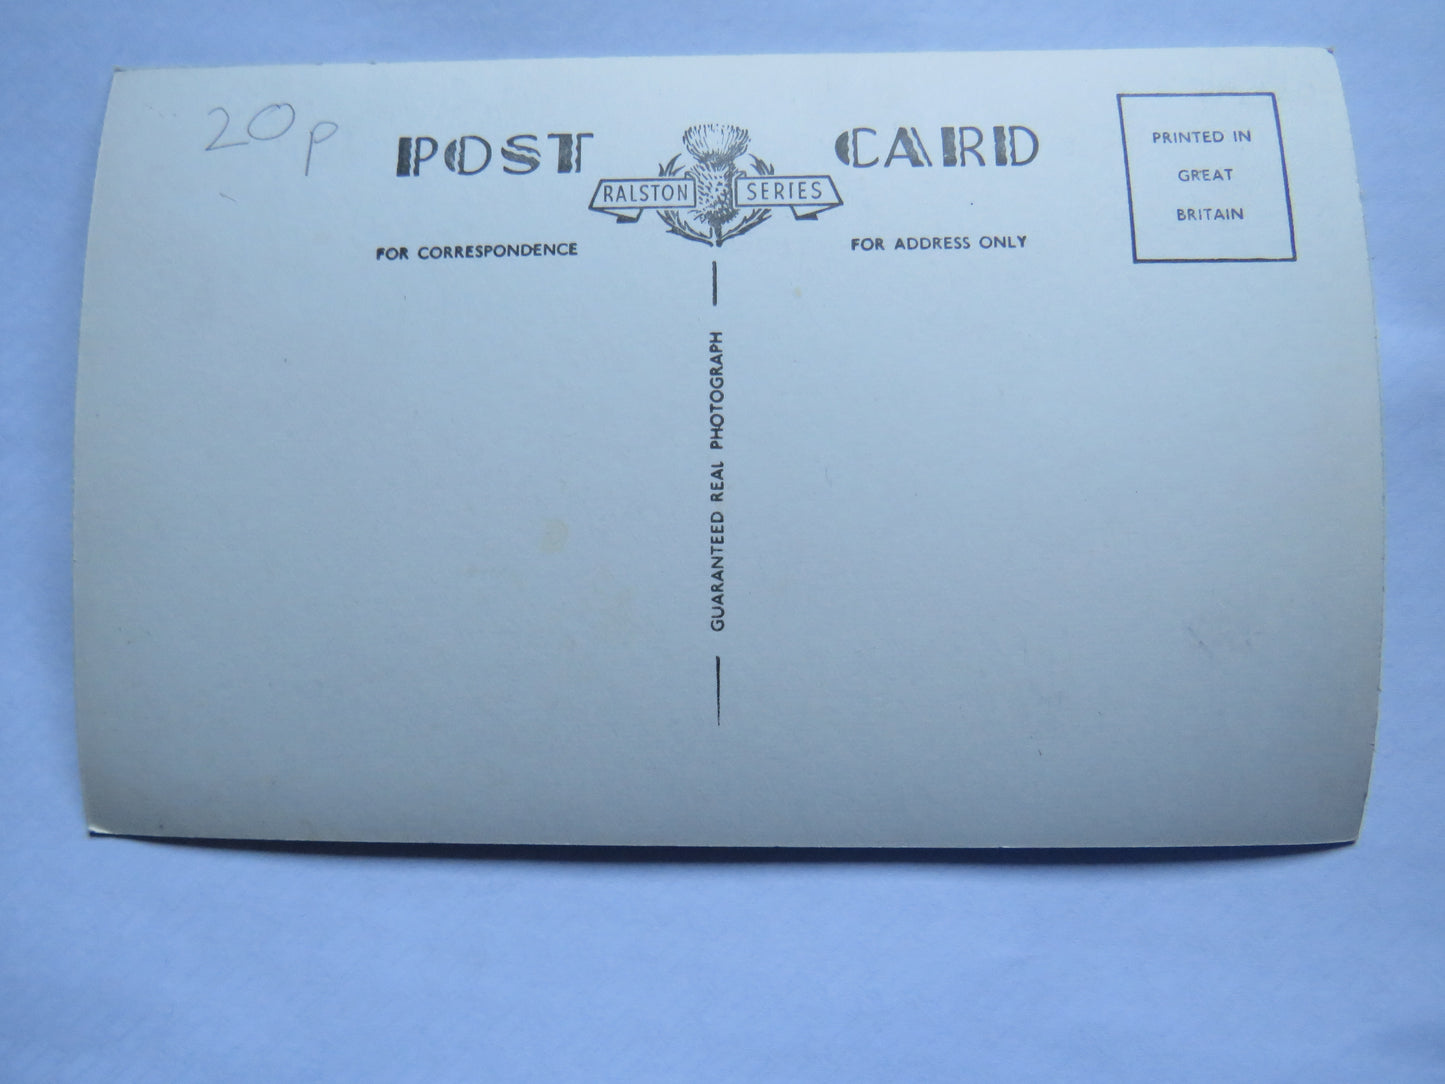 20p
POST CARD
RALSTON SERIES
FOR CORRESPONDENCE
FOR ADDRESS ONLY
PRINTED IN
GREAT
BRITAIN
GUARANTEED REAL PHOTOGRAPH